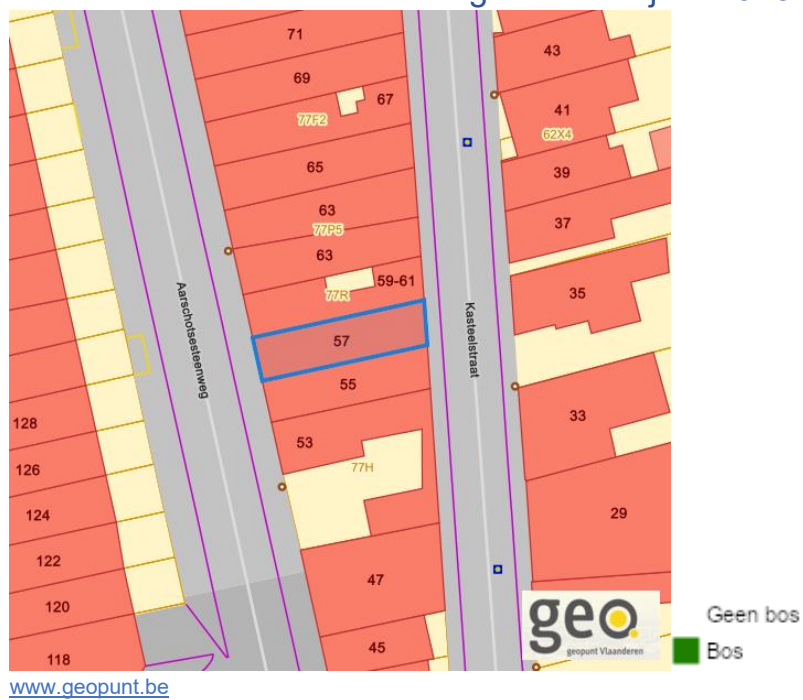 71
69
67
77F2
65
63
77P5
63
59-61
77R
57
55
53
77H
47
45
43
41
62X4
39
37
35
33
29
128
126
124
122
120
118
Aarschotsesteenweg
Kasteelstraat
geo
geopunt Vlaanderen
Geen bos
Bos
www.geopunt.be